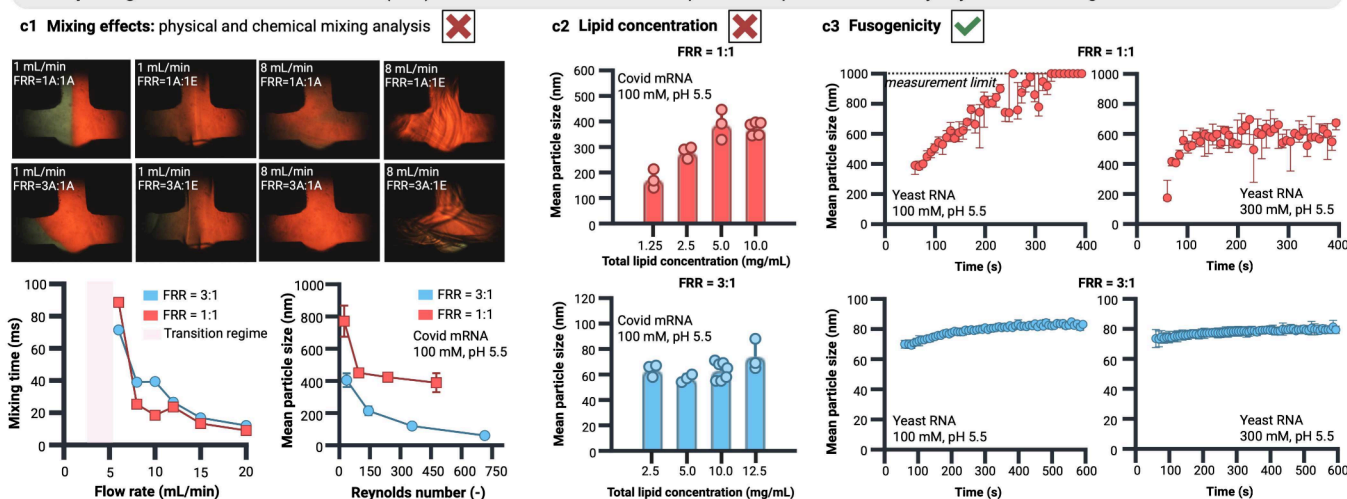 c1 Mixing effects: physical and chemical mixing analysis
1 mL/min
FRR=1A:1A
1 mL/min
FRR=1A:1E
8 mL/min
FRR=1A:1A
8 mL/min
FRR=1A:1E
1 mL/min
FRR=3A:1A
1 mL/min
FRR=3A:1E
8 mL/min
FRR=3A:1A
8 mL/min
FRR=3A:1E
Mixing time (ms)
100
80
60
40
20
0
FRR = 3:1
FRR = 1:1
Transition regime
0 5 10 15 20
Flow rate (mL/min)
Mean particle size (nm)
1000
800
600
400
200
0
FRR = 3:1
FRR = 1:1
Covid mRNA
100 mM, pH 5.5
0 150 300 450 600 750
Reynolds number (-)
c2 Lipid concentration
FRR = 1:1
Mean particle size (nm)
600
500
400
300
200
100
0
Covid mRNA
100 mM, pH 5.5
1.25 2.5 5.0 10.0
Total lipid concentration (mg/mL)
FRR = 3:1
Mean particle size (nm)
120
100
80
60
40
20
0
Covid mRNA
100 mM, pH 5.5
2.5 5.0 10.0 12.5
Total lipid concentration (mg/mL)
c3 Fusogenicity
FRR = 1:1
Mean particle size (nm)
1000
800
600
400
200
0
measurement limit
Yeast RNA
100 mM, pH 5.5
0 100 200 300 400
Time (s)
Mean particle size (nm)
1000
800
600
400
200
0
Yeast RNA
300 mM, pH 5.5
0 100 200 300 400
Time (s)
FRR = 3:1
Mean particle size (nm)
100
80
60
40
20
0
Yeast RNA
100 mM, pH 5.5
0 100 200 300 400 500 600
Time (s)
Mean particle size (nm)
100
80
60
40
20
0
Yeast RNA
300 mM, pH 5.5
0 100 200 300 400 500 600
Time (s)